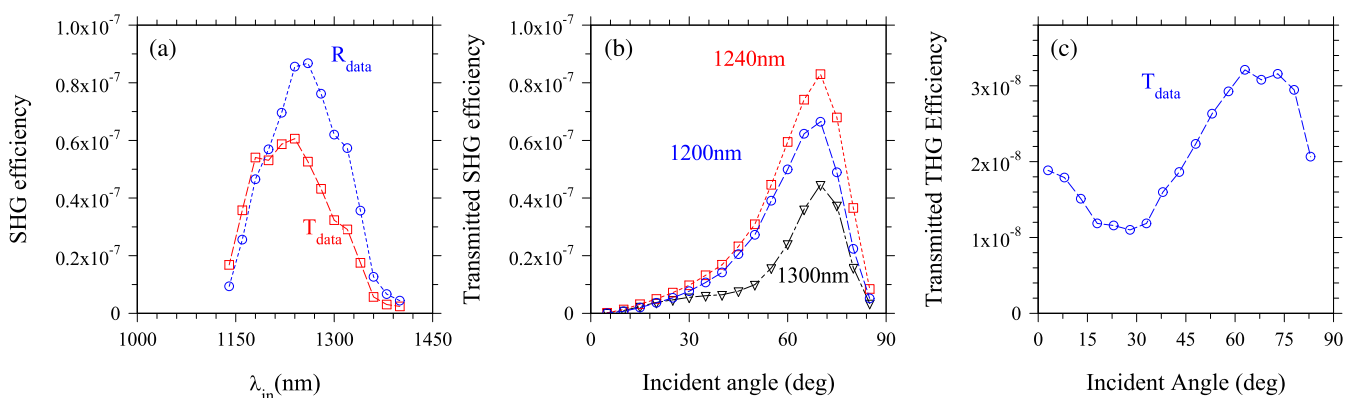 (a)
R_data
T_data
SHG efficiency
1.0x10^-7
0.8x10^-7
0.6x10^-7
0.4x10^-7
0.2x10^-7
0
1000 1150 1300 1450
λ_in(nm)
(b)
1240nm
1200nm
1300nm
Transmitted SHG efficiency
1.0x10^-7
0.8x10^-7
0.6x10^-7
0.4x10^-7
0.2x10^-7
0
0 30 60 90
Incident angle (deg)
(c)
T_data
Transmitted THG Efficiency
3x10^-8
2x10^-8
1x10^-8
0
0 15 30 45 60 75 90
Incident Angle (deg)